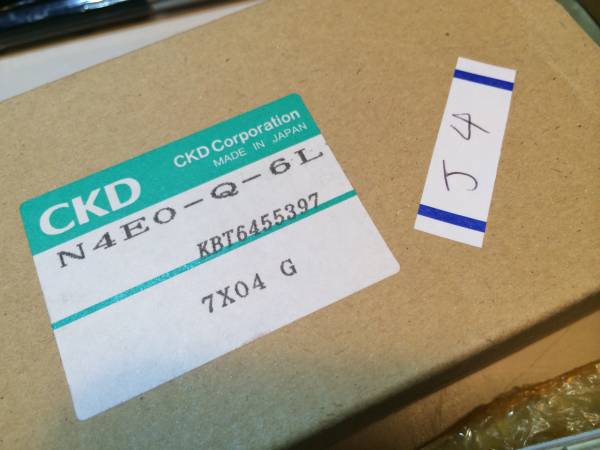 CKD
CKD Corporation
MADE IN JAPAN
N4E0-Q-6L
KBT6455397
7X04 G
J4